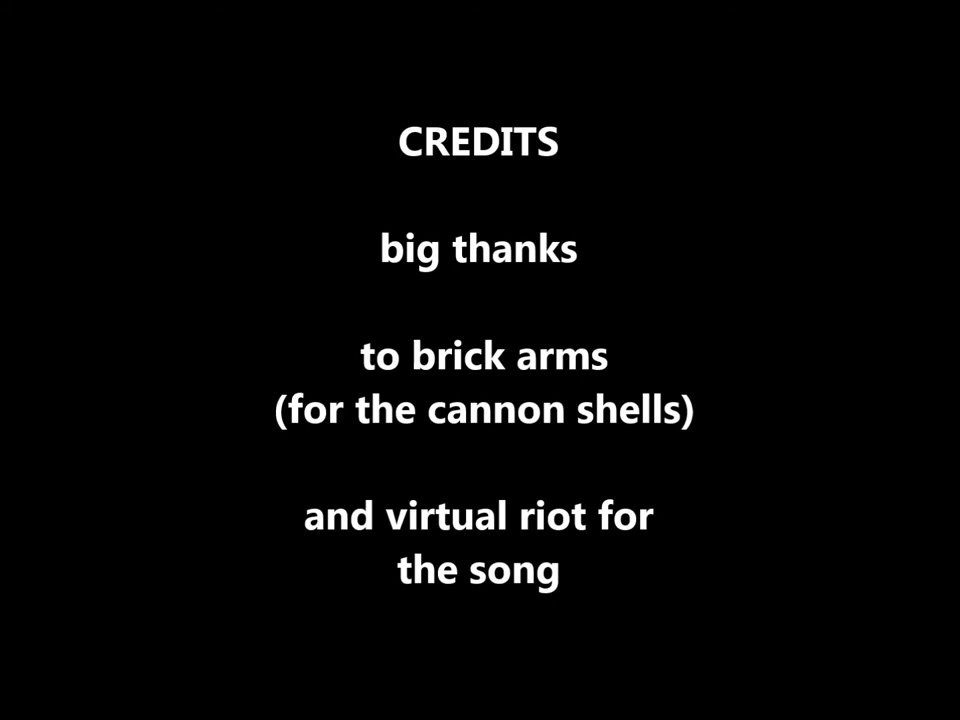 CREDITS
big thanks
to brick arms
(for the cannon shells)
and virtual riot for
the song